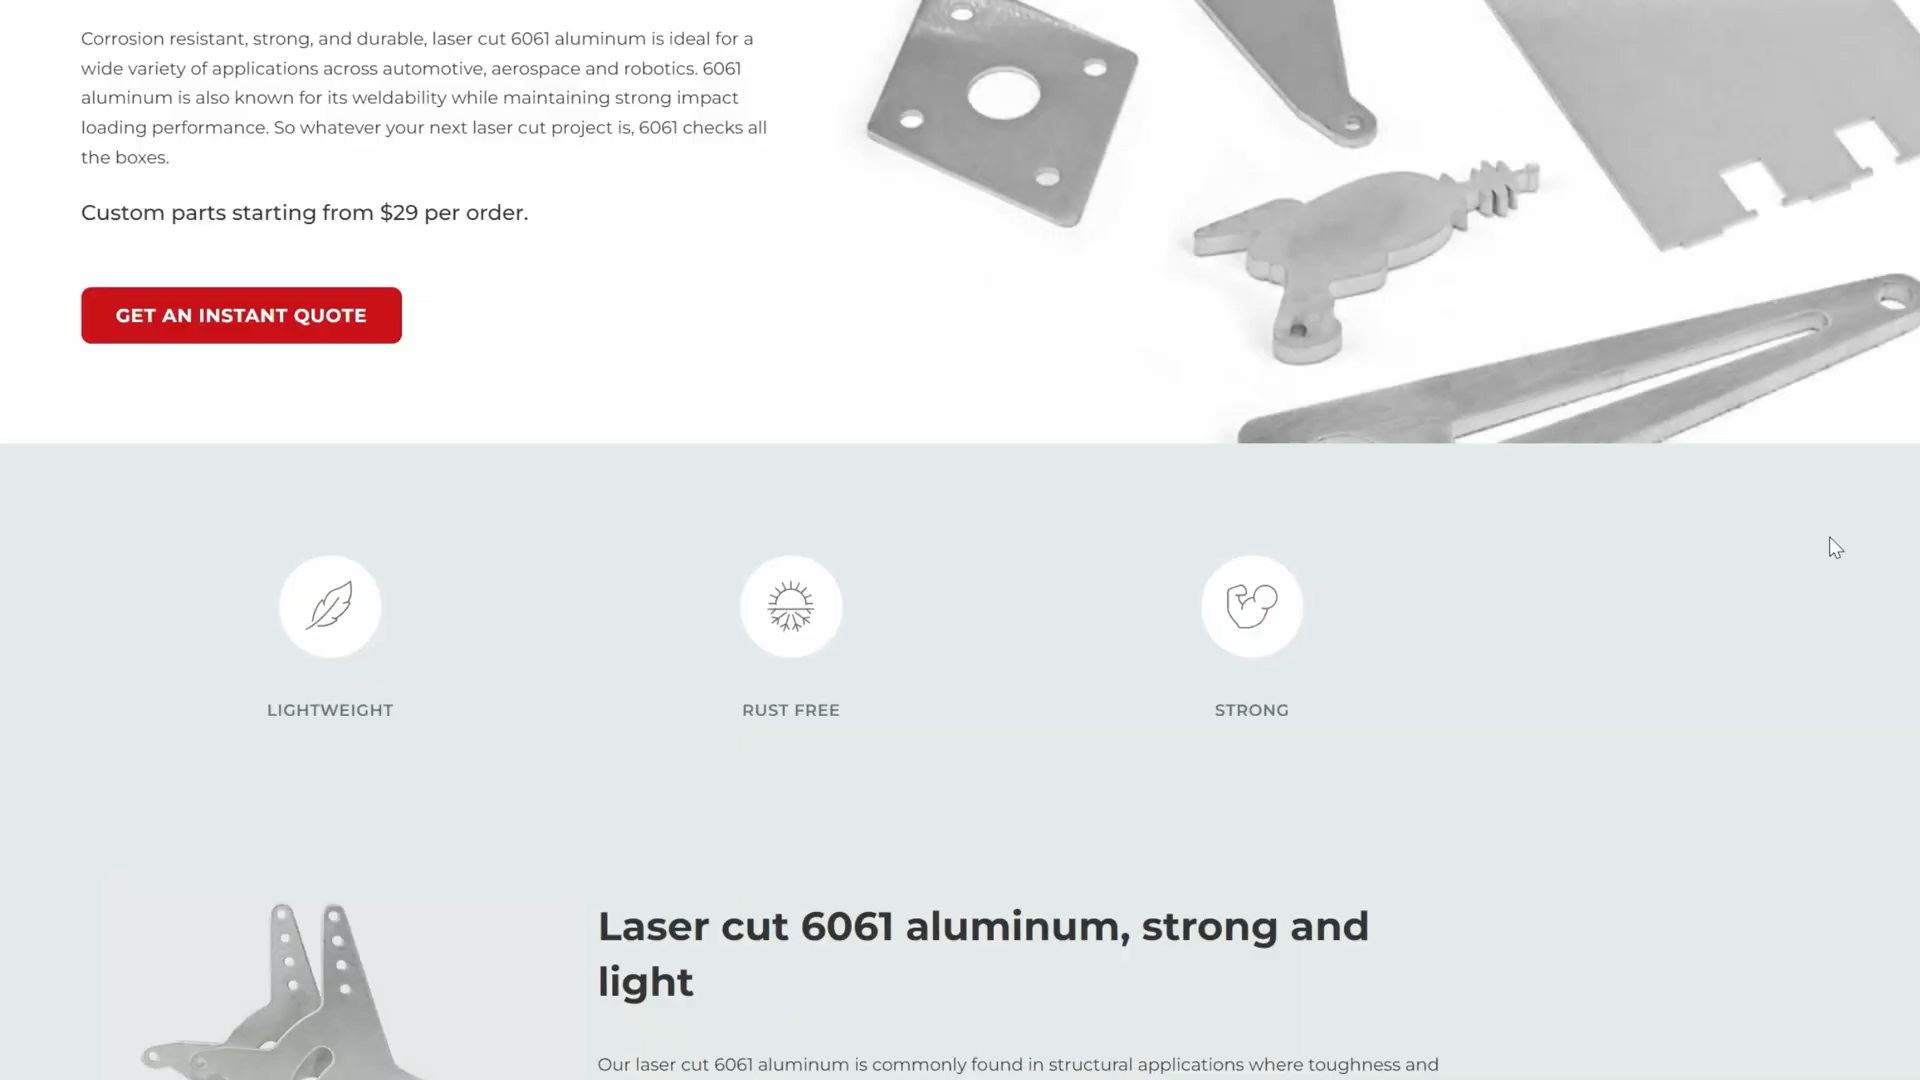 Corrosion resistant, strong, and durable, laser cut 6061 aluminum is ideal for a
wide variety of applications across automotive, aerospace and robotics. 6061
aluminum is also known for its weldability while maintaining strong impact
loading performance. So whatever your next laser cut project is, 6061 checks all
the boxes.
Custom parts starting from $29 per order.
GET AN INSTANT QUOTE
LIGHTWEIGHT
RUST FREE
STRONG
Laser cut 6061 aluminum, strong and
light
Our laser cut 6061 aluminum is commonly found in structural applications where toughness and